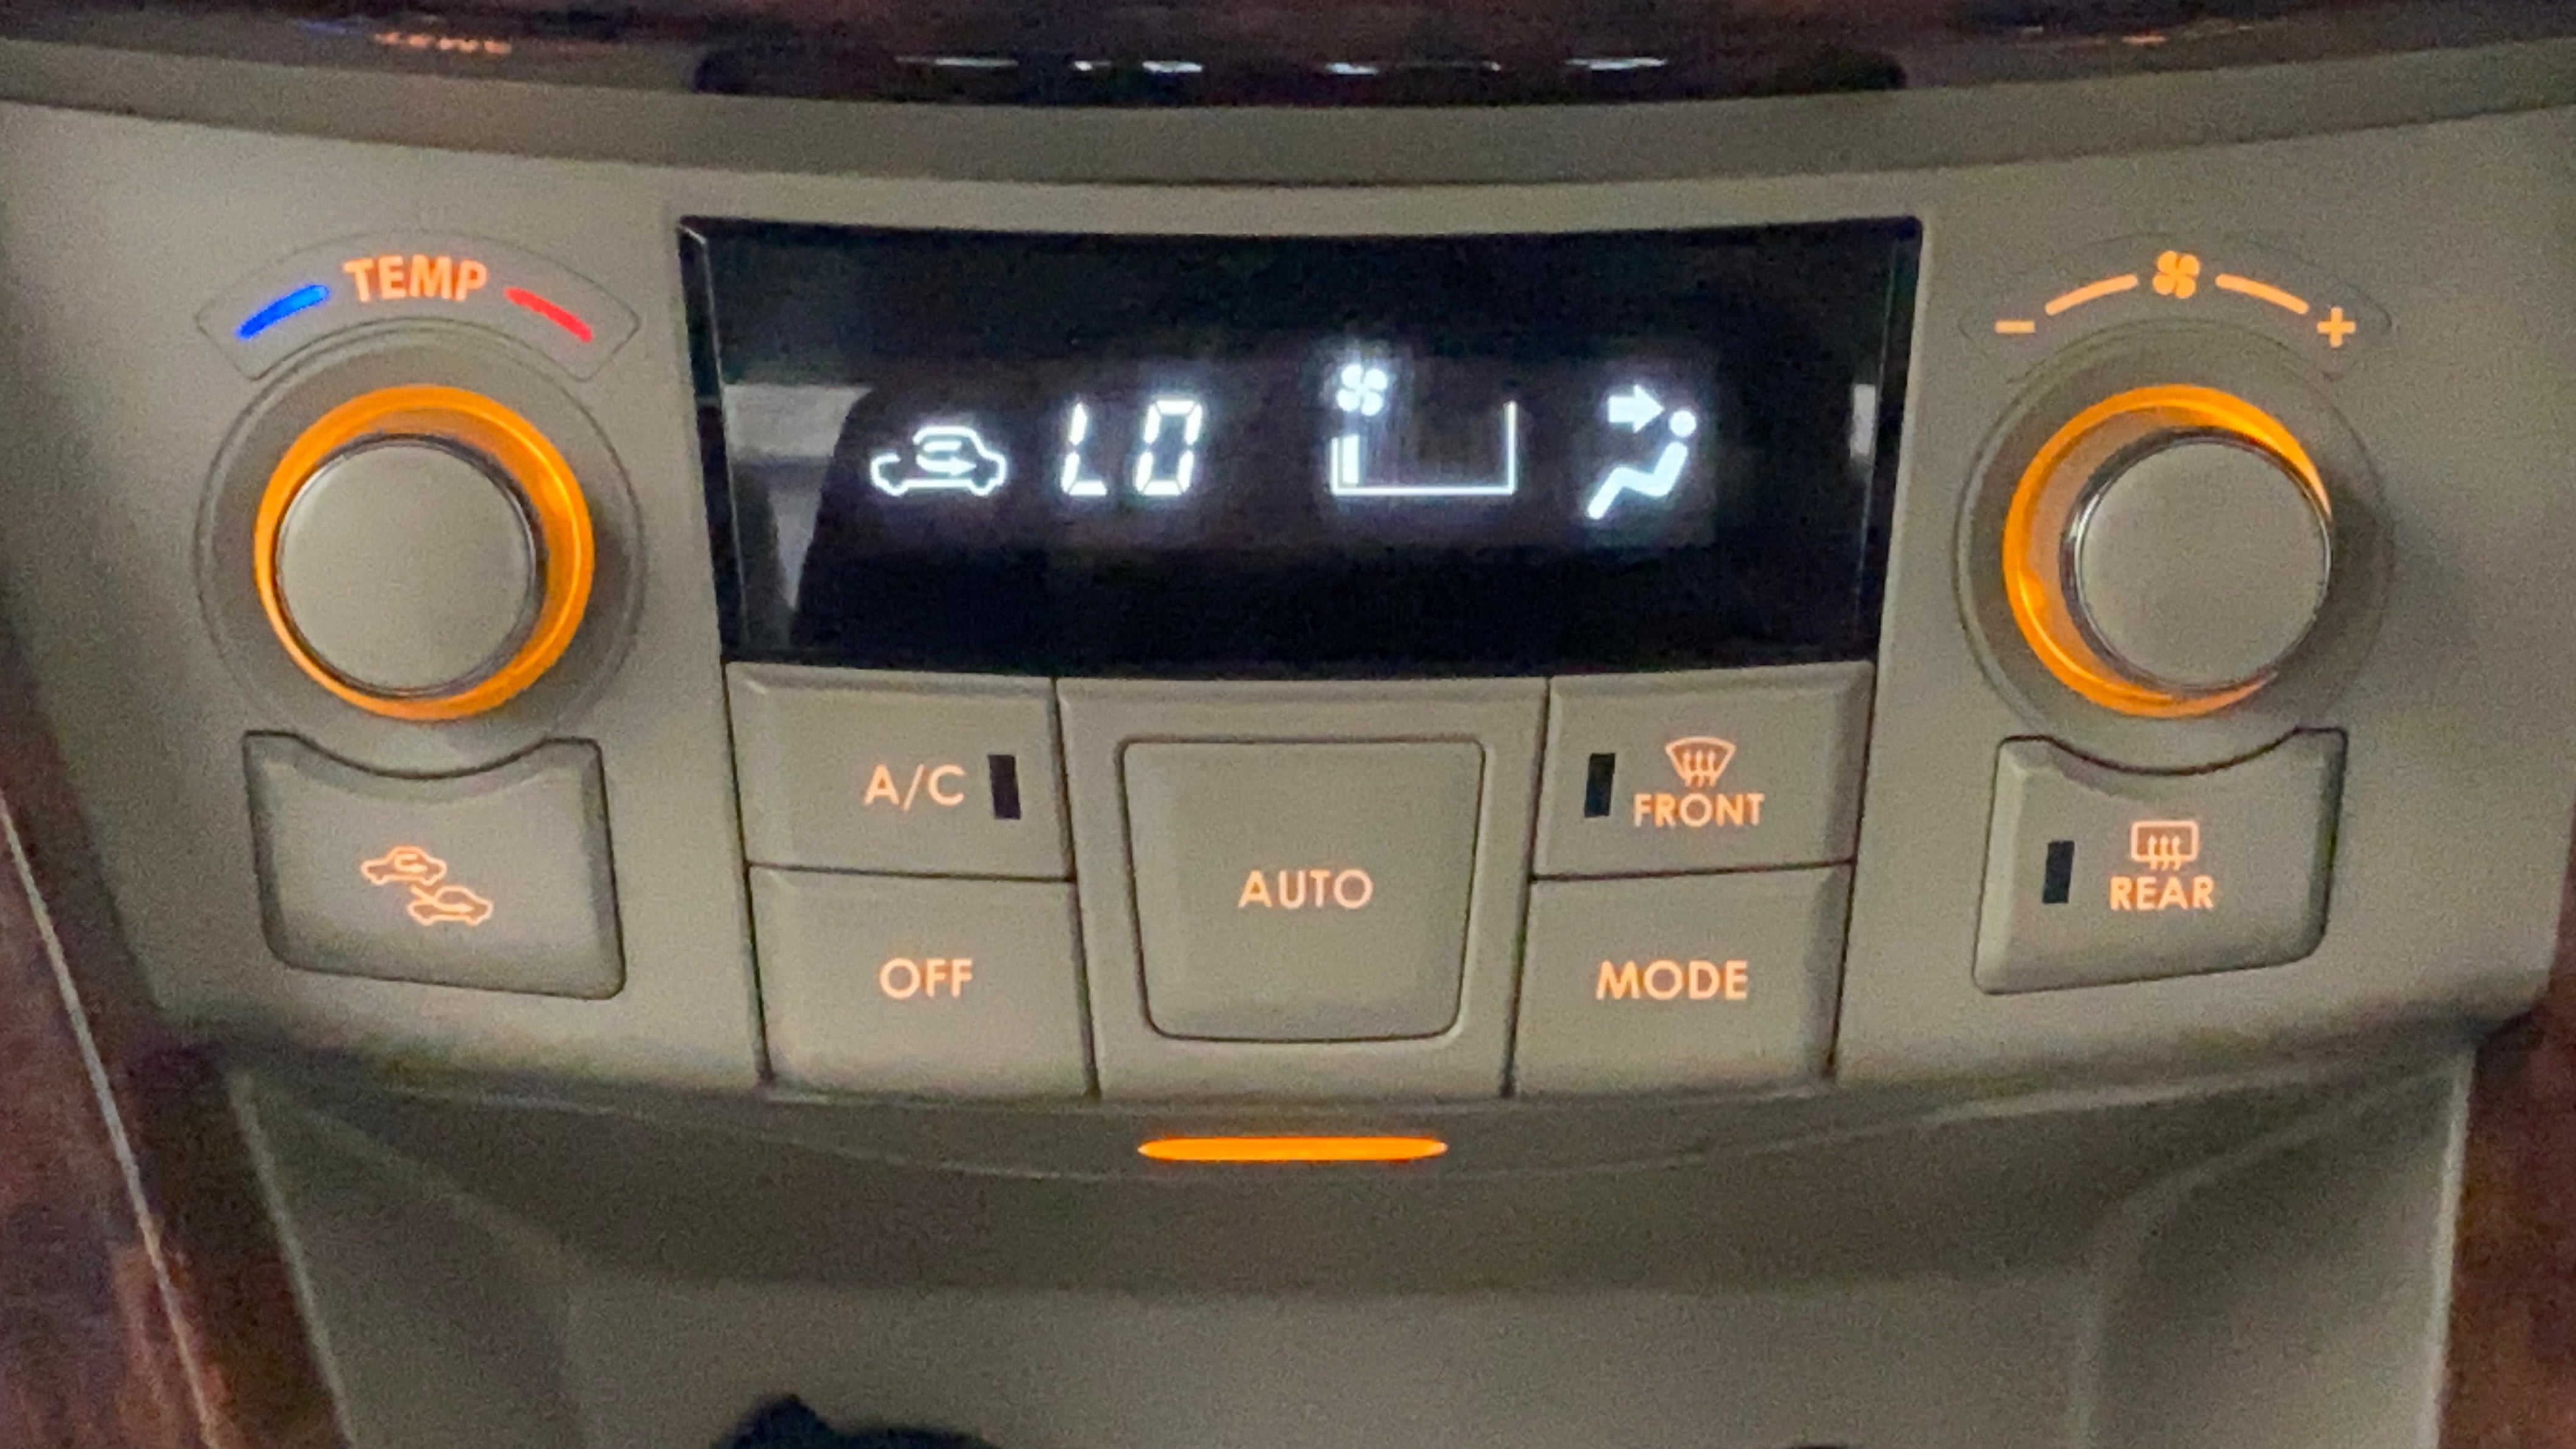 TEMP
- +
LO
A/C
FRONT
AUTO
REAR
OFF
MODE